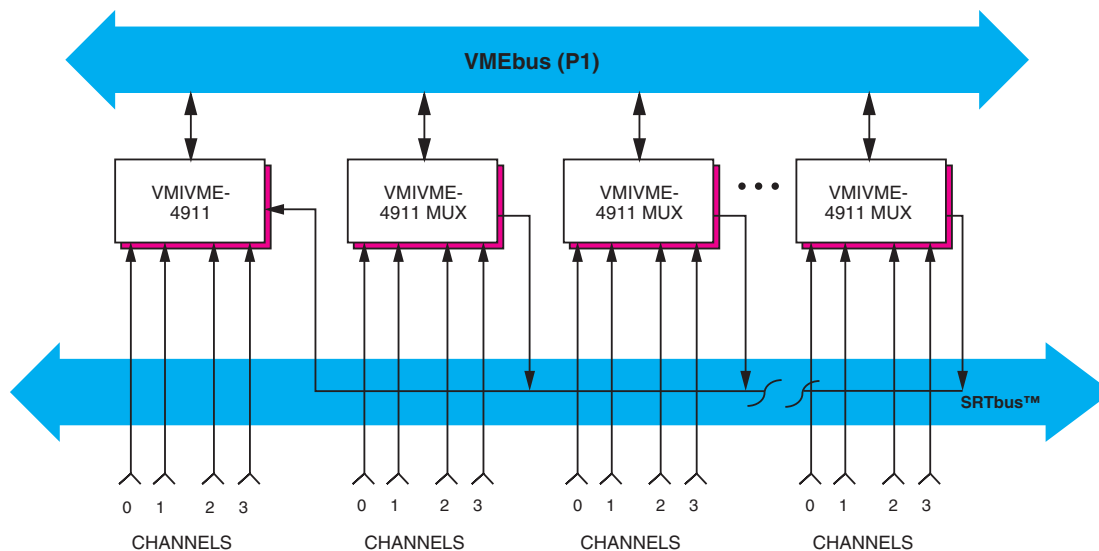 VMEbus (P1)
VMIVME-
4911
VMIVME-
4911 MUX
VMIVME-
4911 MUX
VMIVME-
4911 MUX
SRTbus™
0 1 2 3
0 1 2 3
0 1 2 3
0 1 2 3
CHANNELS
CHANNELS
CHANNELS
CHANNELS